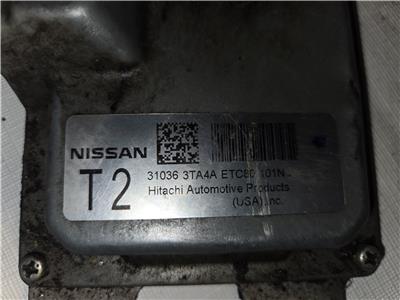 NISSAN
T2
31036 3TA4A ETC80 101N
Hitachi Automotive Products
(USA), Inc.